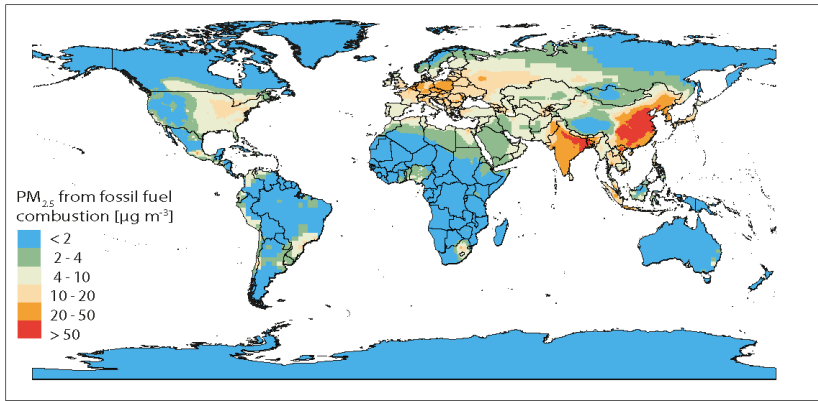 PM₂.₅ from fossil fuel
combustion [µg m⁻³]
< 2
2 - 4
4 - 10
10 - 20
20 - 50
> 50